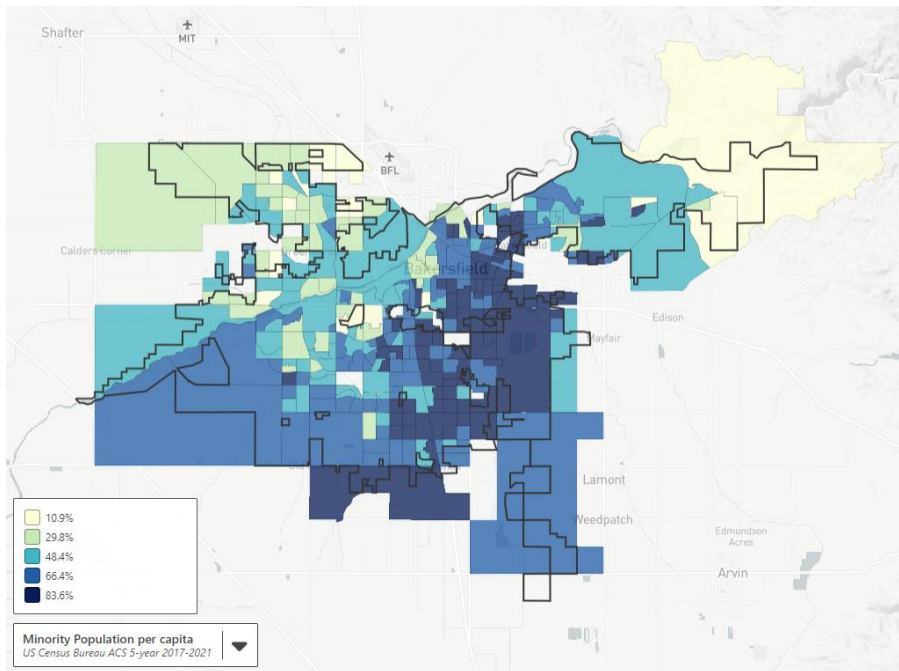 Shafter
MIT
BFL
Calders Corner
Bakersfield
Edison
Mayfair
Lamont
Weedpatch
Edmundson
Acres
Arvin
10.9%
29.8%
48.4%
66.4%
83.6%
Minority Population per capita
US Census Bureau ACS 5-year 2017-2021